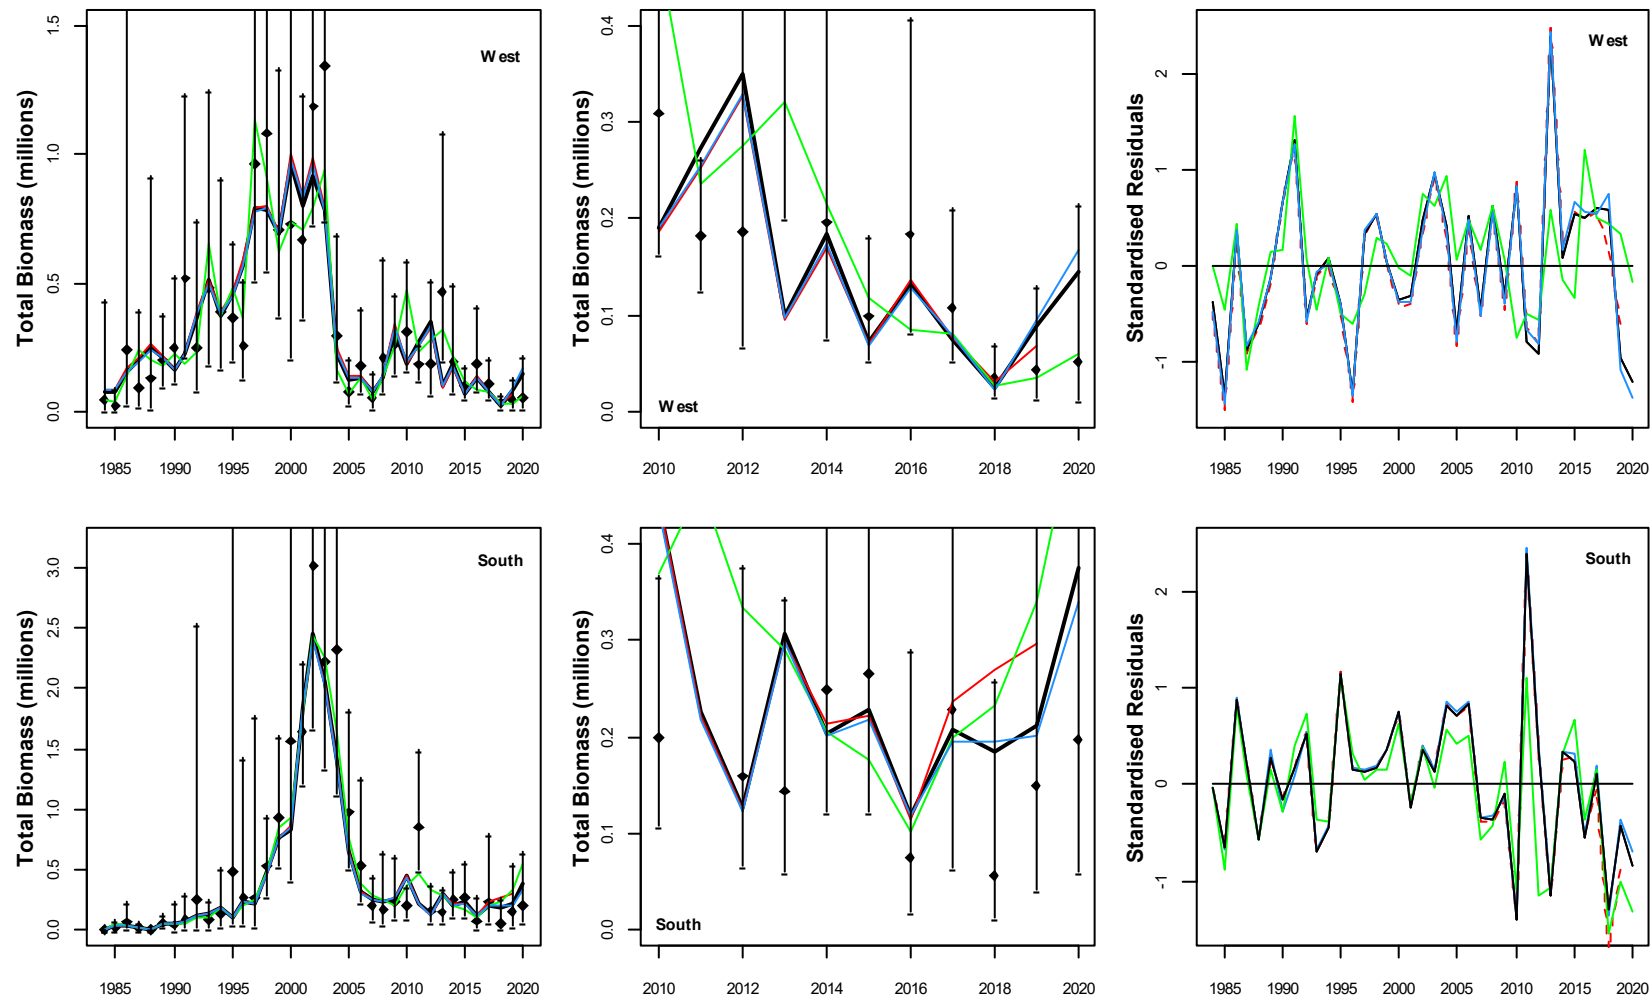 West
Total Biomass (millions)
0.0 0.5 1.0 1.5
1985 1990 1995 2000 2005 2010 2015 2020
West
Total Biomass (millions)
0.0 0.1 0.2 0.3 0.4
2010 2012 2014 2016 2018 2020
West
Standardised Residuals
-1 0 1 2
1985 1990 1995 2000 2005 2010 2015 2020
South
Total Biomass (millions)
0.0 0.5 1.0 1.5 2.0 2.5 3.0
1985 1990 1995 2000 2005 2010 2015 2020
South
Total Biomass (millions)
0.0 0.1 0.2 0.3 0.4
2010 2012 2014 2016 2018 2020
South
Standardised Residuals
-1 0 1 2
1985 1990 1995 2000 2005 2010 2015 2020